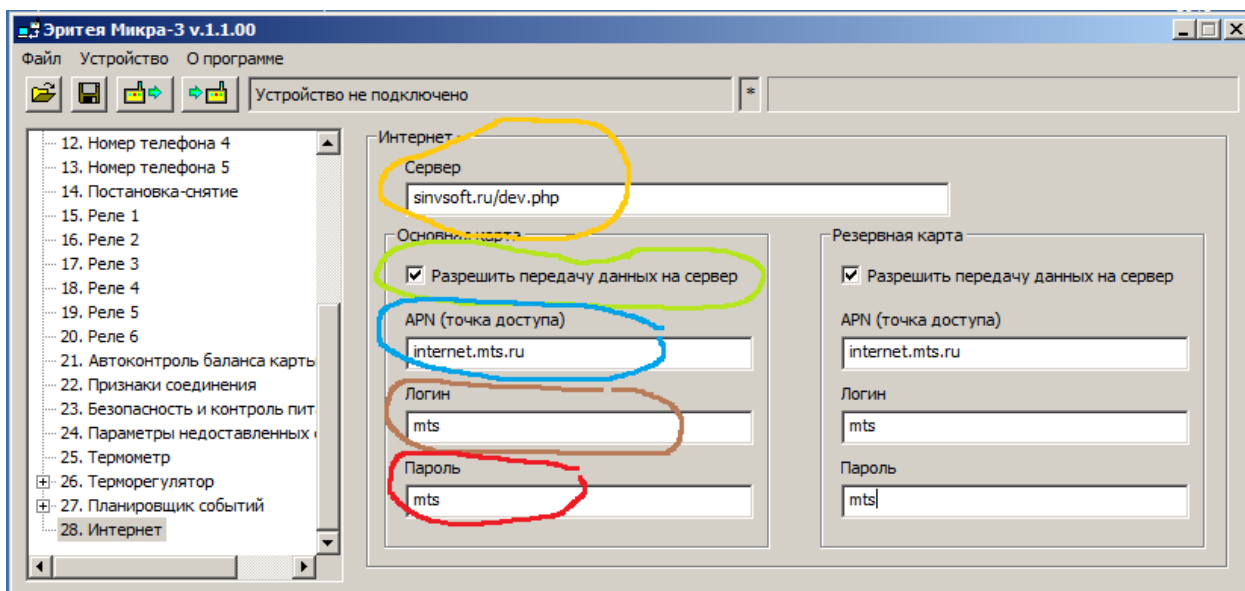 Эритея Микра-3 v.1.1.00
Файл Устройство О программе
Устройство не подключено *
12. Номер телефона 4
13. Номер телефона 5
14. Постановка-снятие
15. Реле 1
16. Реле 2
17. Реле 3
18. Реле 4
19. Реле 5
20. Реле 6
21. Автоконтроль баланса карты
22. Признаки соединения
23. Безопасность и контроль пит
24. Параметры недоставленных
25. Термометр
26. Терморегулятор
27. Планировщик событий
28. Интернет
Интернет
Сервер
sinvsoft.ru/dev.php
Основная карта
Разрешить передачу данных на сервер
APN (точка доступа)
internet.mts.ru
Логин
mts
Пароль
mts
Резервная карта
Разрешить передачу данных на сервер
APN (точка доступа)
internet.mts.ru
Логин
mts
Пароль
mts